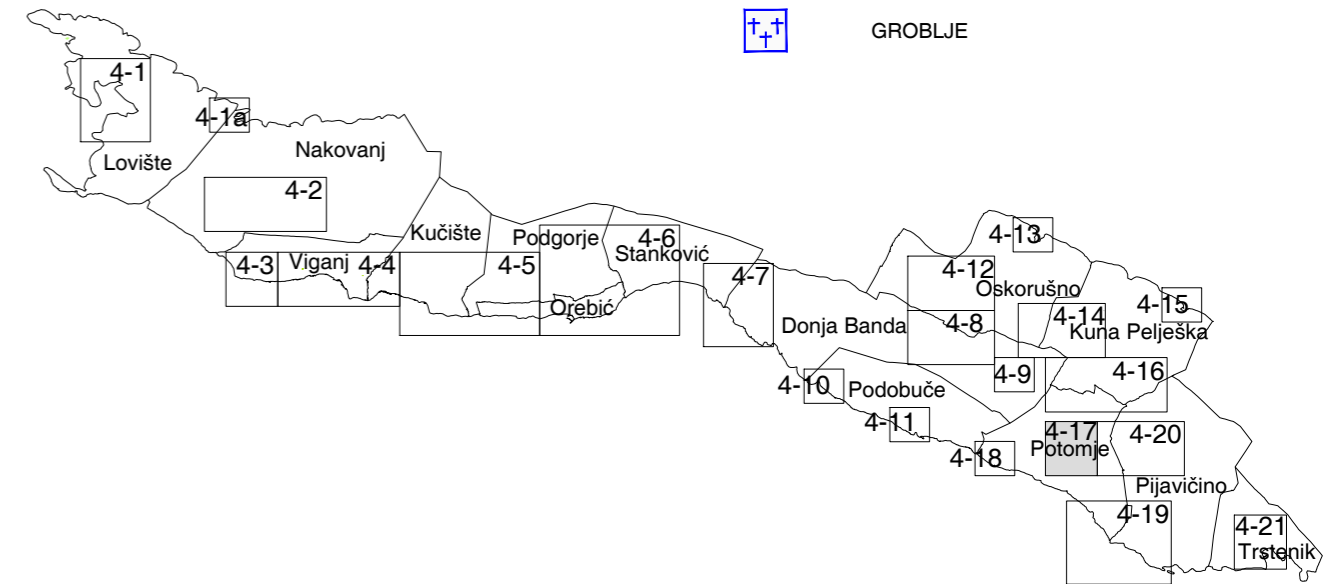 GROBLJE
4-1
4-1a
Lovište
Nakovanj
4-2
Kučište
Podgorje
4-6
Stanković
4-3
Viganj
4-4
4-5
Orebić
4-7
4-13
4-12
Oskorušno
4-15
4-14
Kuna Pelješka
Donja Banda
4-8
4-9
4-16
4-10
Podobuče
4-11
4-17
4-20
Potomje
4-18
Pijavičino
4-19
4-21
Trstenik